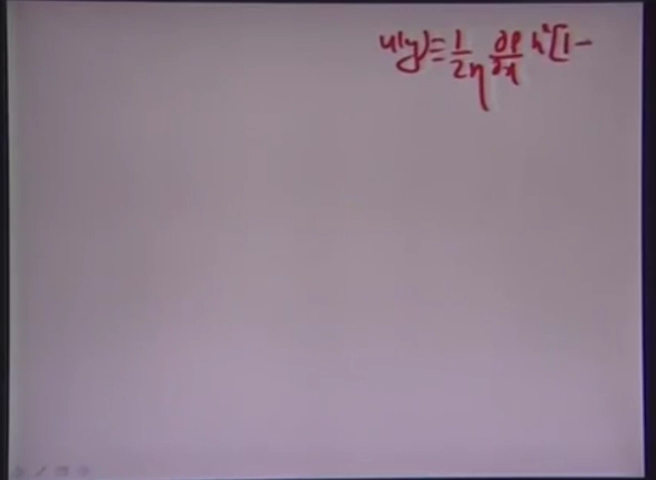 u(y) = 1/2η ∂p/∂x h²[1 −